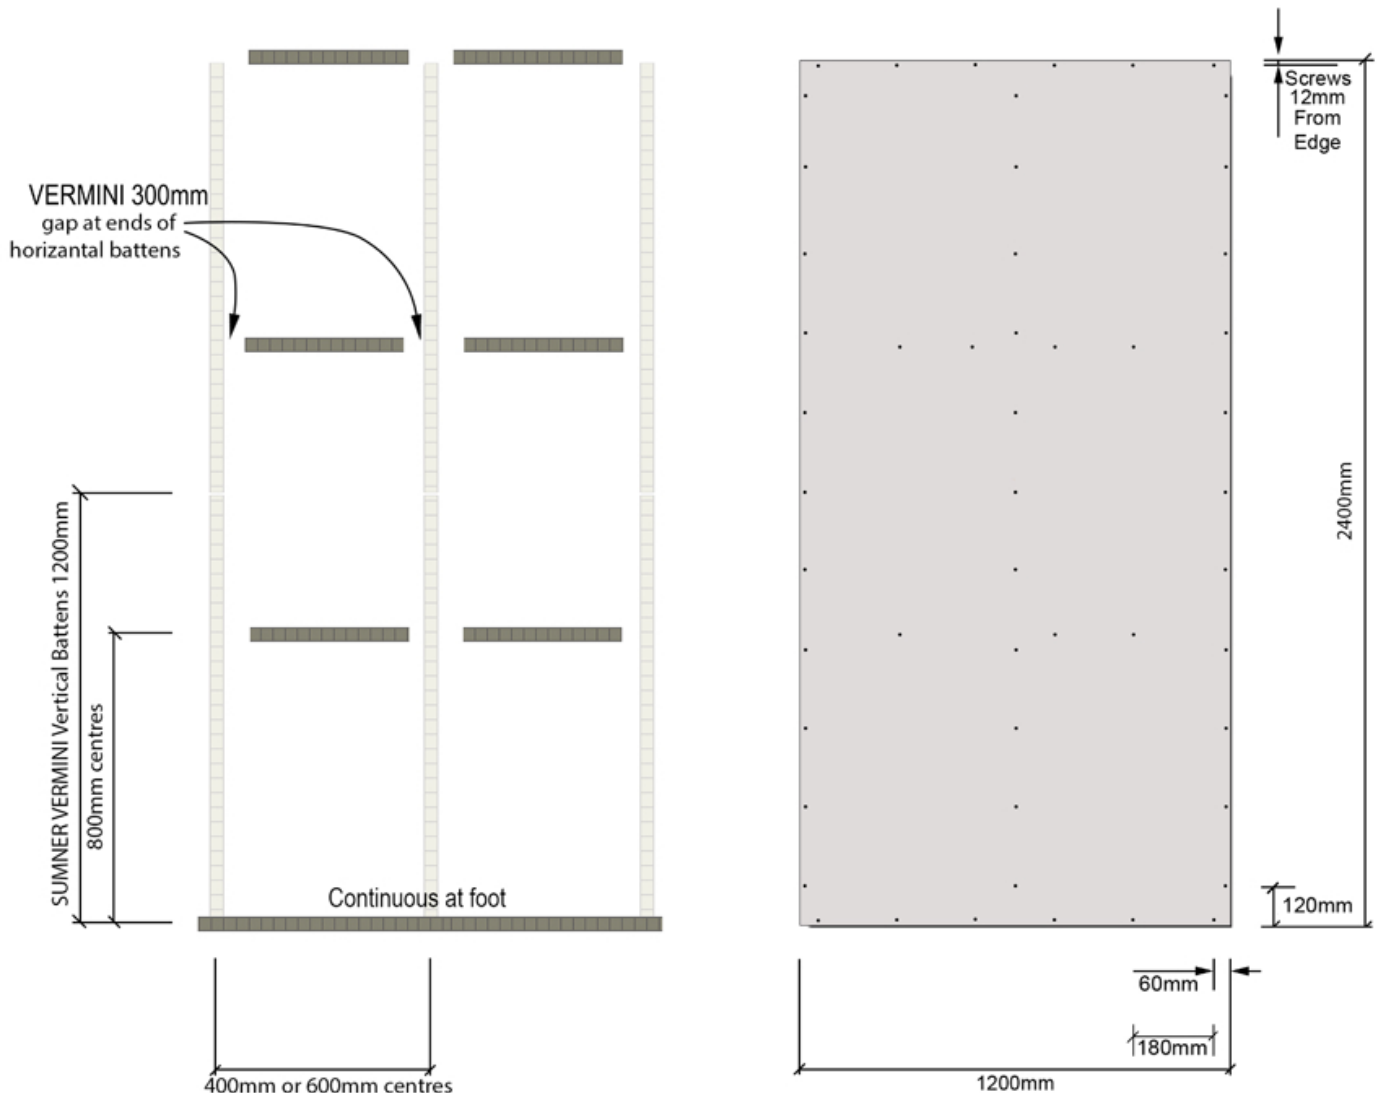 VERMINI 300mm
gap at ends of
horizantal battens
SUMNER VERMINI Vertical Battens 1200mm
800mm centres
Continuous at foot
400mm or 600mm centres
Screws
12mm
From
Edge
2400mm
120mm
60mm
180mm
1200mm